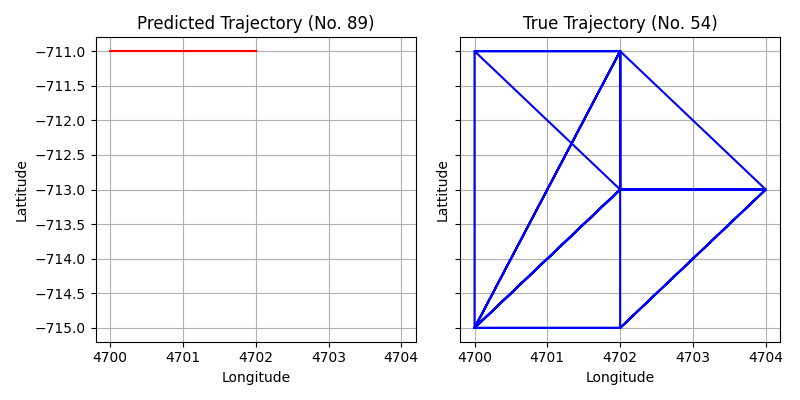 Predicted Trajectory (No. 89)
True Trajectory (No. 54)
−711.0
−711.5
−712.0
−712.5
−713.0
−713.5
−714.0
−714.5
−715.0
Lattitude
Lattitude
4700 4701 4702 4703 4704
4700 4701 4702 4703 4704
Longitude
Longitude